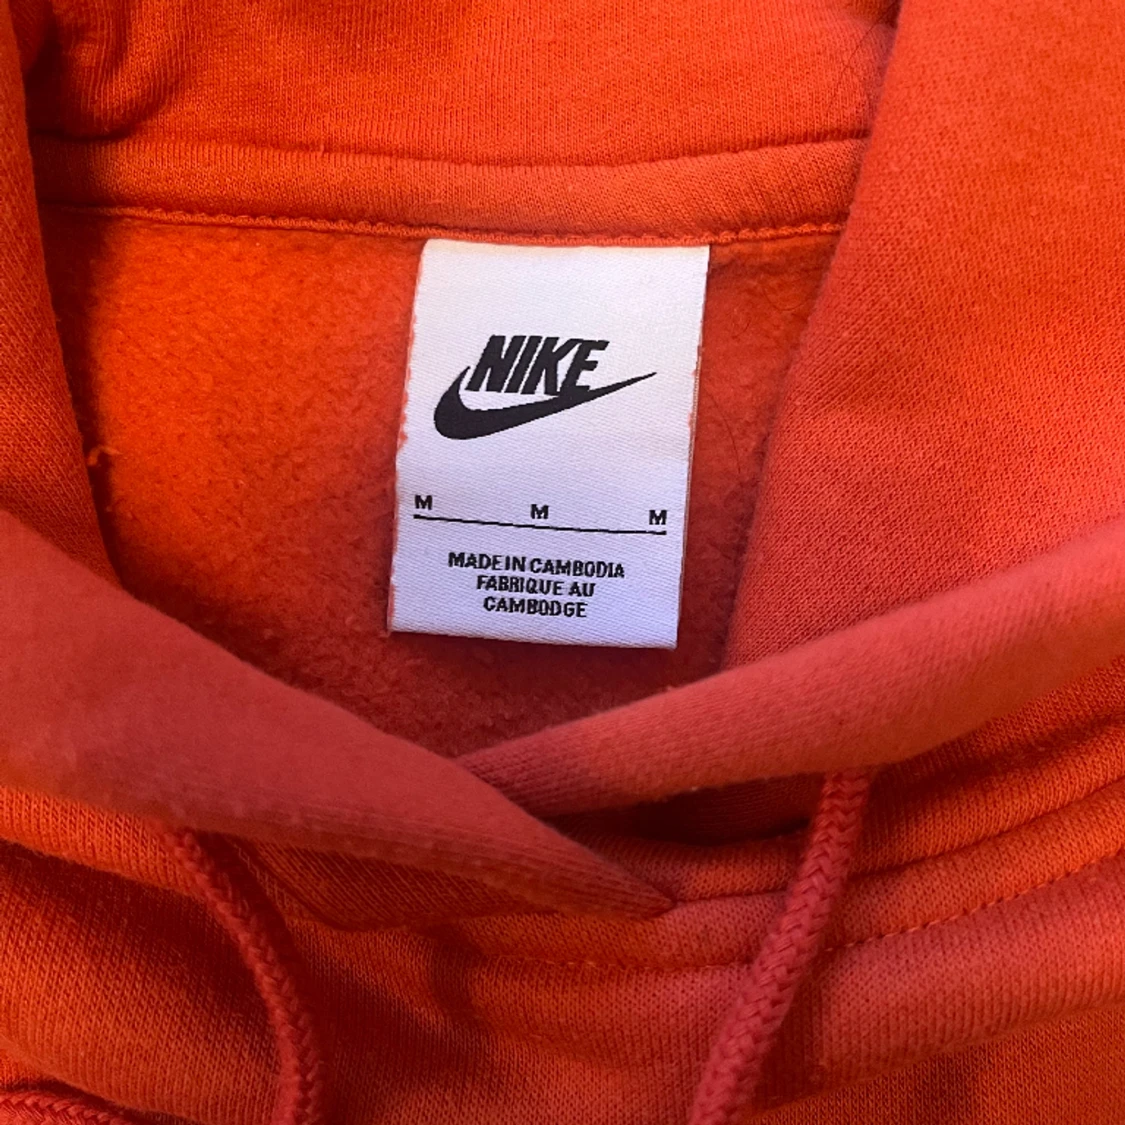 NIKE
M M M
MADE IN CAMBODIA
FABRIQUE AU
CAMBODGE